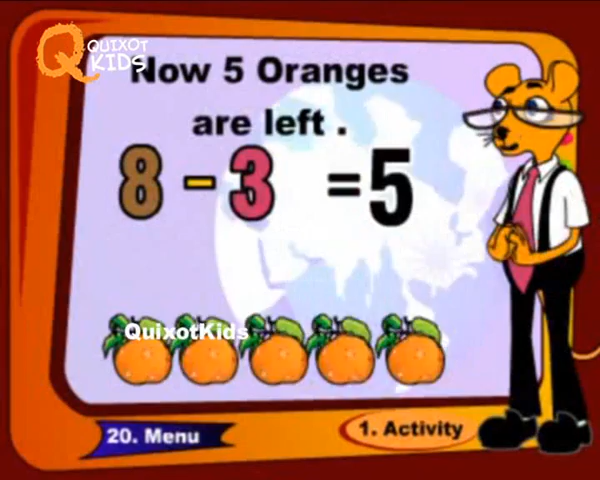 QUIXOT
KIDS
Now 5 Oranges
are left .
8 - 3 = 5
QuixotKids
20. Menu
1. Activity